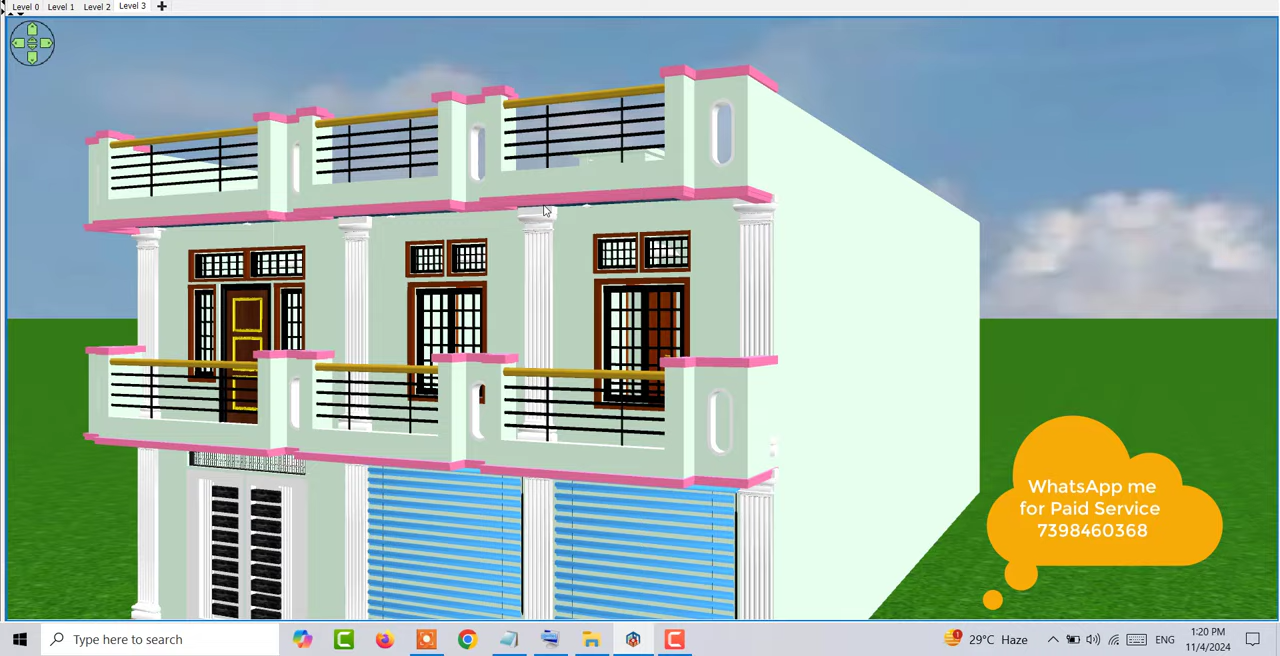 Level 0 Level 1 Level 2 Level 3
WhatsApp me
for Paid Service
7398460368
Type here to search
1
29°C Haze
ENG
1:20 PM
11/4/2024